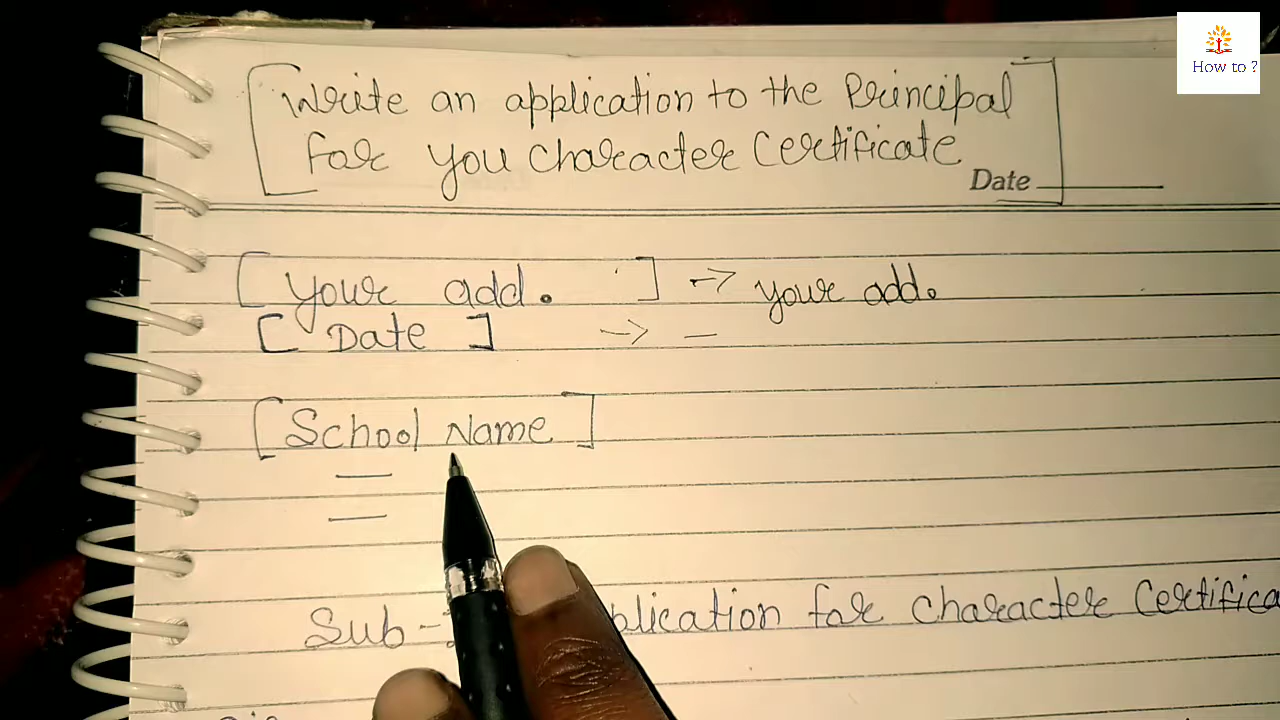 How to ?
Write an application to the Principal
for you character Certificate
Date
[ Your add. ] -> your add.
[ Date ] -> -
[ School Name ]
Sub- plication for character Certifica